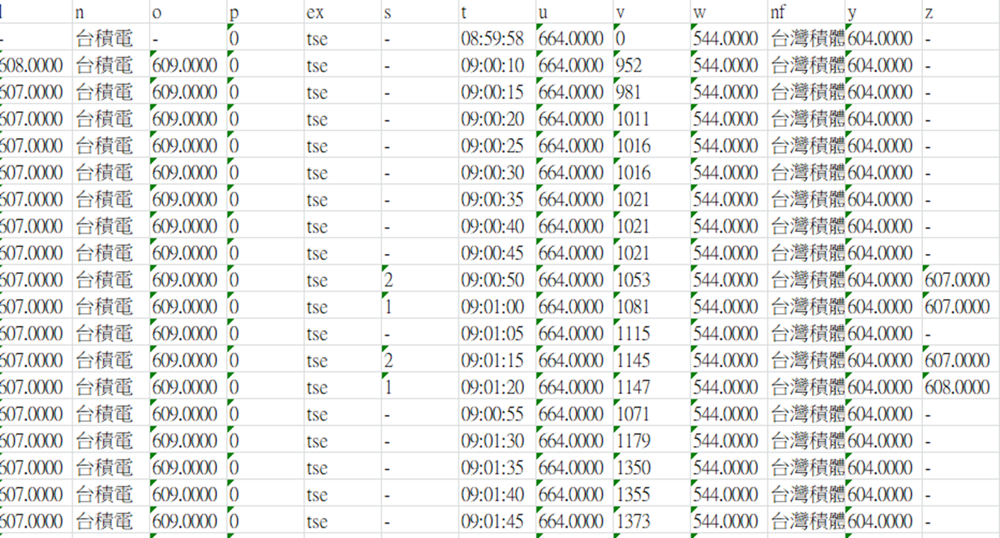 l n o p ex s t u v w nf y z
- 台積電 - 0 tse - 08:59:58 664.0000 0 544.0000 台灣積體 604.0000 -
608.0000 台積電 609.0000 0 tse - 09:00:10 664.0000 952 544.0000 台灣積體 604.0000 -
607.0000 台積電 609.0000 0 tse - 09:00:15 664.0000 981 544.0000 台灣積體 604.0000 -
607.0000 台積電 609.0000 0 tse - 09:00:20 664.0000 1011 544.0000 台灣積體 604.0000 -
607.0000 台積電 609.0000 0 tse - 09:00:25 664.0000 1016 544.0000 台灣積體 604.0000 -
607.0000 台積電 609.0000 0 tse - 09:00:30 664.0000 1016 544.0000 台灣積體 604.0000 -
607.0000 台積電 609.0000 0 tse - 09:00:35 664.0000 1021 544.0000 台灣積體 604.0000 -
607.0000 台積電 609.0000 0 tse - 09:00:40 664.0000 1021 544.0000 台灣積體 604.0000 -
607.0000 台積電 609.0000 0 tse - 09:00:45 664.0000 1021 544.0000 台灣積體 604.0000 -
607.0000 台積電 609.0000 0 tse 2 09:00:50 664.0000 1053 544.0000 台灣積體 604.0000 607.0000
607.0000 台積電 609.0000 0 tse 1 09:01:00 664.0000 1081 544.0000 台灣積體 604.0000 607.0000
607.0000 台積電 609.0000 0 tse - 09:01:05 664.0000 1115 544.0000 台灣積體 604.0000 -
607.0000 台積電 609.0000 0 tse 2 09:01:15 664.0000 1145 544.0000 台灣積體 604.0000 607.0000
607.0000 台積電 609.0000 0 tse 1 09:01:20 664.0000 1147 544.0000 台灣積體 604.0000 608.0000
607.0000 台積電 609.0000 0 tse - 09:00:55 664.0000 1071 544.0000 台灣積體 604.0000 -
607.0000 台積電 609.0000 0 tse - 09:01:30 664.0000 1179 544.0000 台灣積體 604.0000 -
607.0000 台積電 609.0000 0 tse - 09:01:35 664.0000 1350 544.0000 台灣積體 604.0000 -
607.0000 台積電 609.0000 0 tse - 09:01:40 664.0000 1355 544.0000 台灣積體 604.0000 -
607.0000 台積電 609.0000 0 tse - 09:01:45 664.0000 1373 544.0000 台灣積體 604.0000 -